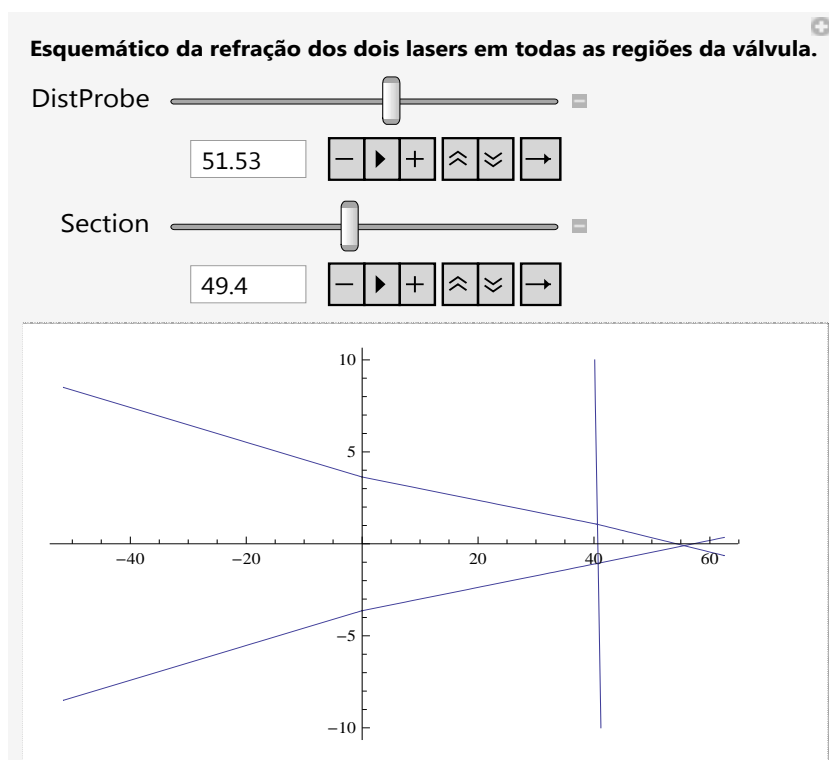 Esquemático da refração dos dois lasers em todas as regiões da válvula.
DistProbe
51.53
Section
49.4
10
5
−40 −20 20 40 60
−5
−10